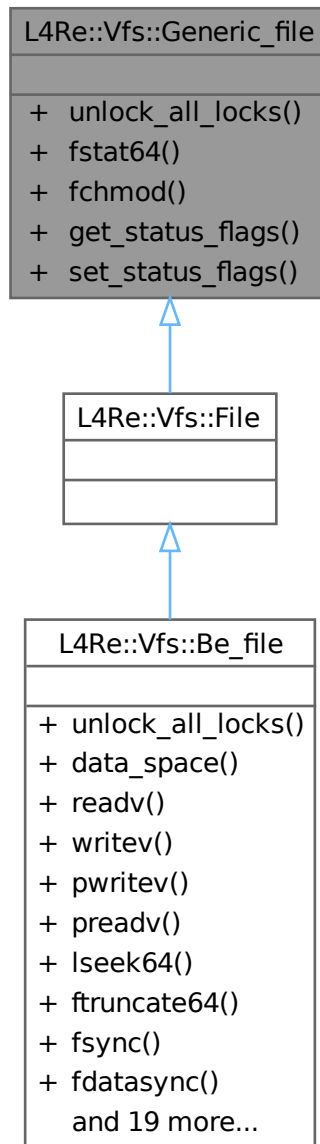 L4Re::Vfs::Generic_file
+ unlock_all_locks()
+ fstat64()
+ fchmod()
+ get_status_flags()
+ set_status_flags()
L4Re::Vfs::File
L4Re::Vfs::Be_file
+ unlock_all_locks()
+ data_space()
+ readv()
+ writev()
+ pwritev()
+ preadv()
+ lseek64()
+ ftruncate64()
+ fsync()
+ fdatasync()
and 19 more...